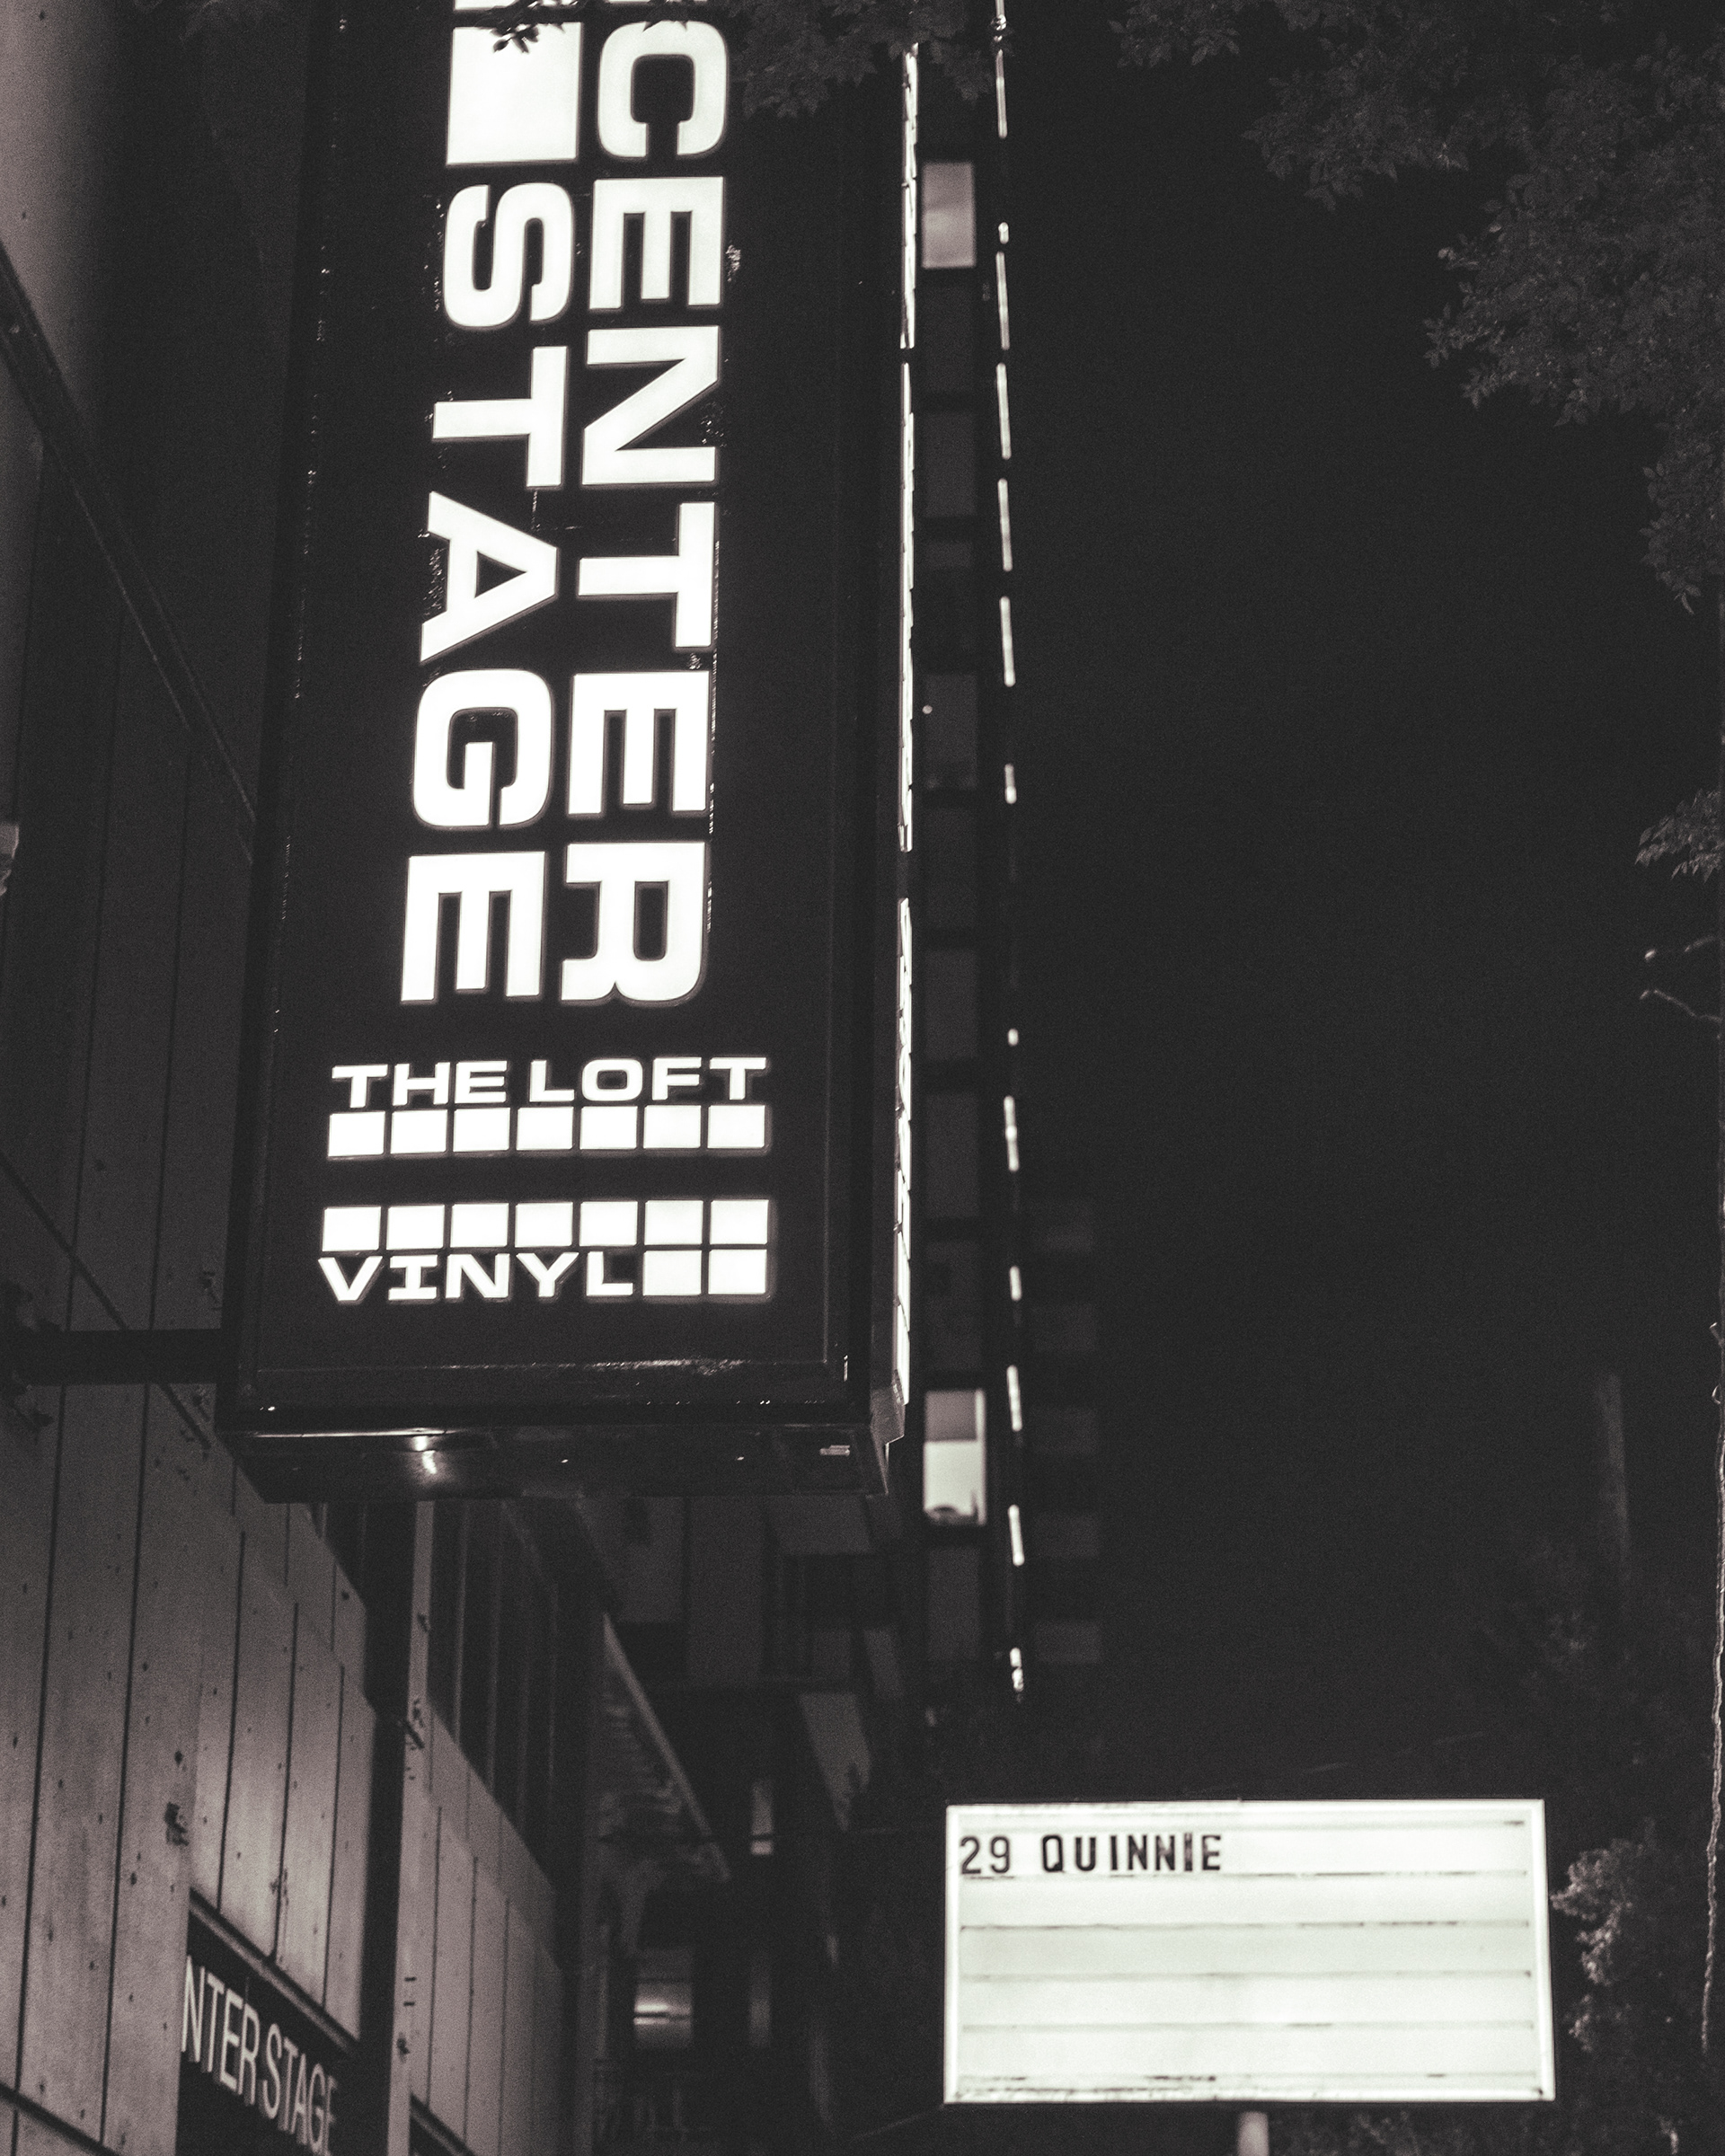 CENTER
STAGE
THE LOFT
VINYL
29 QUINNIE
NTER STAGE